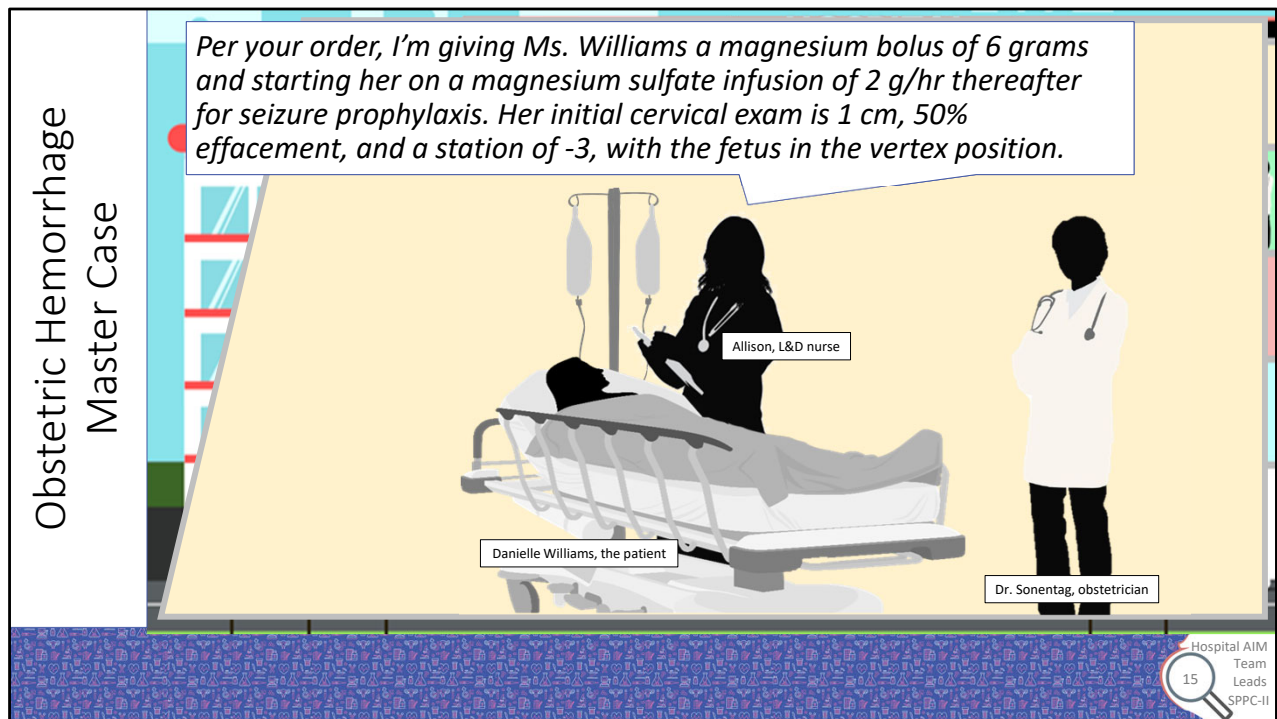 Obstetric Hemorrhage
Master Case
Per your order, I’m giving Ms. Williams a magnesium bolus of 6 grams
and starting her on a magnesium sulfate infusion of 2 g/hr thereafter
for seizure prophylaxis. Her initial cervical exam is 1 cm, 50%
effacement, and a station of -3, with the fetus in the vertex position.
Allison, L&D nurse
Danielle Williams, the patient
Dr. Sonentag, obstetrician
Hospital AIM
Team
Leads
SPPC-II
15